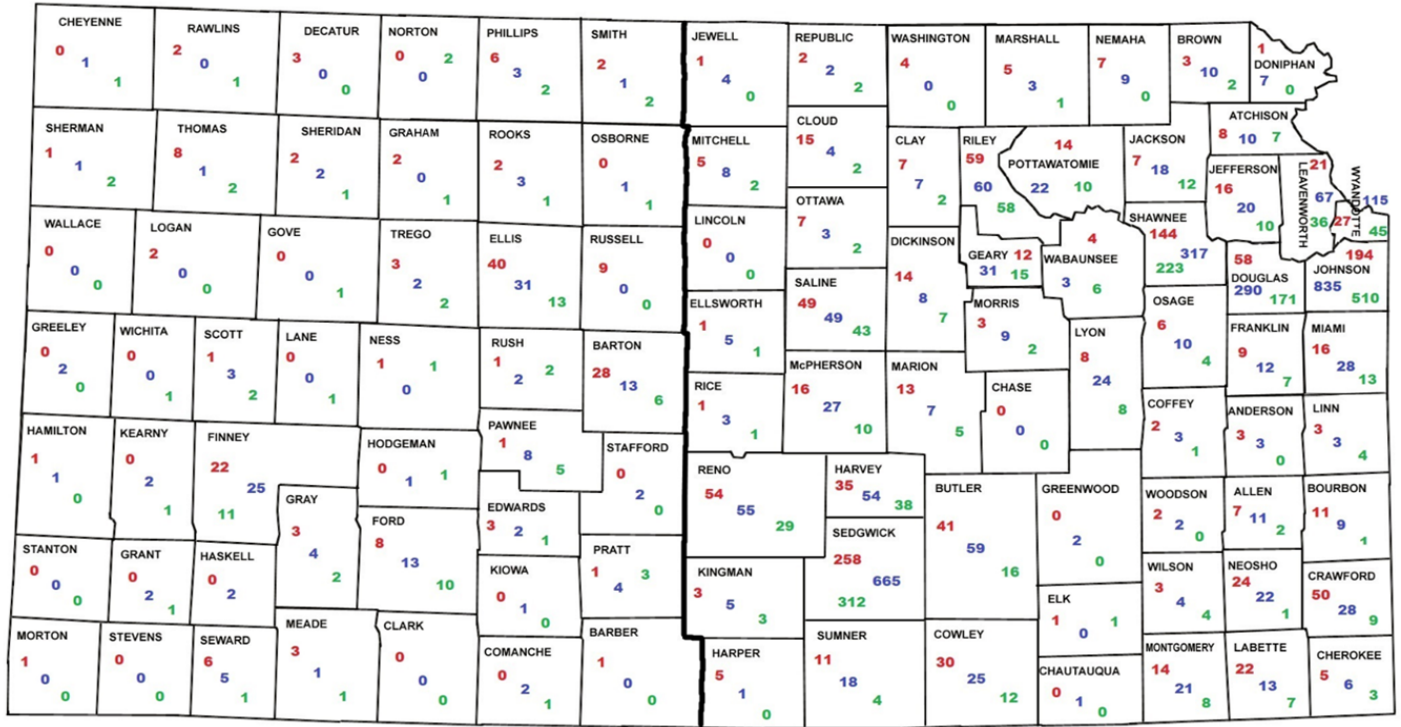 CHEYENNE
0 1 1
RAWLINS
2 0 1
DECATUR
3 0 0
NORTON
0 0 2
PHILLIPS
6 3 2
SMITH
2 1 2
JEWELL
1 4 0
REPUBLIC
2 2 2
WASHINGTON
4 0 0
MARSHALL
5 3 1
NEMAHA
7 9 0
BROWN
3 10 2
1
DONIPHAN
7 0
SHERMAN
1 1 2
THOMAS
8 1 2
SHERIDAN
2 2 1
GRAHAM
2 0 1
ROOKS
2 3 1
OSBORNE
0 1 1
MITCHELL
5 8 2
CLOUD
15 4 2
CLAY
7 7 2
RILEY
59 60 58
14
POTTAWATOMIE
22 10
JACKSON
7 18 12
ATCHISON
8 10 7
JEFFERSON
16 20 10
LEAVENWORTH
21 67 36
WYANDOTTE
115 27 45
WALLACE
0 0 0
LOGAN
2 0 0
GOVE
0 0 1
TREGO
3 2 2
ELLIS
40 31 13
RUSSELL
9 0 0
LINCOLN
0 0 0
OTTAWA
7 3 2
DICKINSON
14 8 7
GEARY 12
31 15
4
WABAUNSEE
3 6
SHAWNEE
144 317 223
58
DOUGLAS
290 171
194
JOHNSON
835 510
GREELEY
0 2 0
WICHITA
0 0 1
SCOTT
1 3 2
LANE
0 0 1
NESS
1 0 1
RUSH
1 2 2
BARTON
28 13 6
ELLSWORTH
1 5 1
SALINE
49 49 43
MORRIS
3 9 2
LYON
8 24 8
OSAGE
6 10 4
FRANKLIN
9 12 7
MIAMI
16 28 13
RICE
1 3 1
McPHERSON
16 27 10
MARION
13 7 5
CHASE
0 0 0
COFFEY
2 3 1
ANDERSON
3 3 0
LINN
3 3 4
HAMILTON
1 1 0
KEARNY
0 2 1
FINNEY
22 25 11
HODGEMAN
0 1 1
PAWNEE
1 8 5
STAFFORD
0 2 0
RENO
54 55 29
HARVEY
35 54 38
BUTLER
41 59 16
GREENWOOD
0 2 0
WOODSON
2 2 0
ALLEN
7 11 2
BOURBON
11 9 1
GRAY
3 4 2
FORD
8 13 10
EDWARDS
3 2 1
SEDGWICK
258 665 312
STANTON
0 0 0
GRANT
0 2 1
HASKELL
0 2
KIOWA
0 1 0
PRATT
1 4 3
KINGMAN
3 5 3
ELK
1 0 1
WILSON
3 4 4
NEOSHO
24 22 1
CRAWFORD
50 28 9
MORTON
1 0 0
STEVENS
0 0 0
SEWARD
6 5 1
MEADE
3 1 1
CLARK
0 0 0
COMANCHE
0 2 1
BARBER
1 0 0
HARPER
5 1 0
SUMNER
11 18 4
COWLEY
30 25 12
CHAUTAUQUA
0 1 0
MONTGOMERY
14 21 8
LABETTE
22 13 7
CHEROKEE
5 6 3